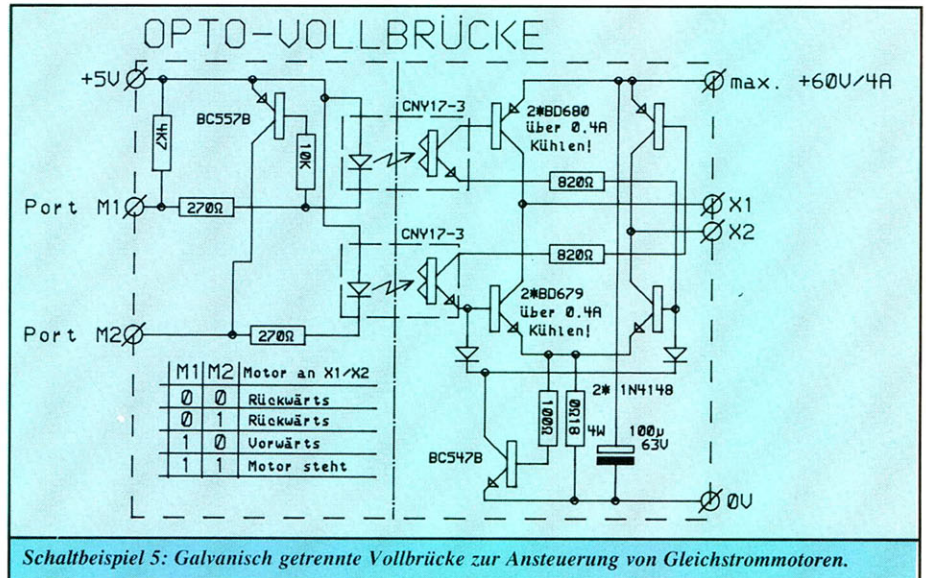 OPTO-VOLLBRÜCKE
+5V
max. +60V/4A
BC557B
CNY17-3
2*BD680
über 0.4A
Kühlen!
4K7
10K
820Ω
Port M1
270Ω
X1
X2
CNY17-3
820Ω
2*BD679
über 0.4A
Kühlen!
Port M2
270Ω
M1 M2 Motor an X1/X2
0 0 Rückwärts
0 1 Rückwärts
1 0 Vorwärts
1 1 Motor steht
2* 1N4148
100Ω
0Ω18
4W
100µ
63V
BC547B
0V
Schaltbeispiel 5: Galvanisch getrennte Vollbrücke zur Ansteuerung von Gleichstrommotoren.